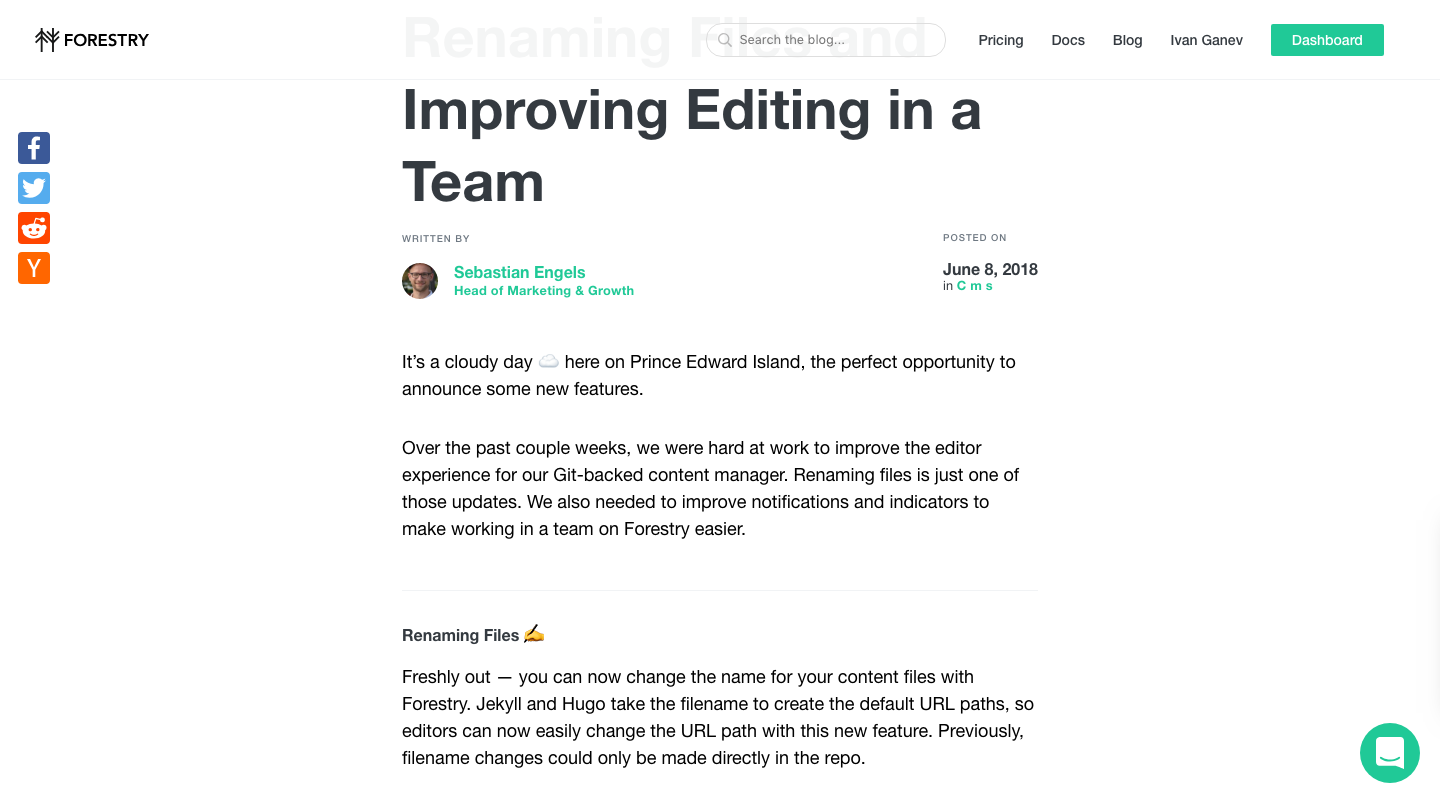 FORESTRY
Search the blog...
Pricing
Docs
Blog
Ivan Ganev
Dashboard
Renaming Files and
Improving Editing in a
Team
WRITTEN BY
Sebastian Engels
Head of Marketing & Growth
POSTED ON
June 8, 2018
in C m s
It’s a cloudy day ☁️ here on Prince Edward Island, the perfect opportunity to
announce some new features.
Over the past couple weeks, we were hard at work to improve the editor
experience for our Git-backed content manager. Renaming files is just one of
those updates. We also needed to improve notifications and indicators to
make working in a team on Forestry easier.
Renaming Files ✍️
Freshly out — you can now change the name for your content files with
Forestry. Jekyll and Hugo take the filename to create the default URL paths, so
editors can now easily change the URL path with this new feature. Previously,
filename changes could only be made directly in the repo.